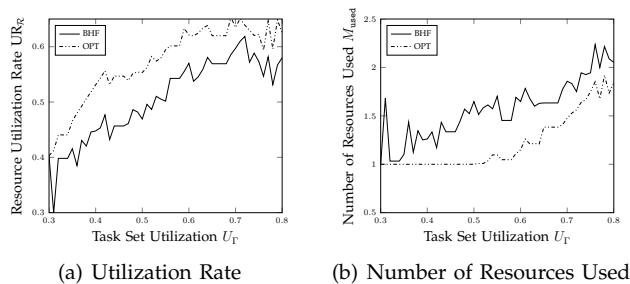 Resource Utilization Rate UR_R
0.6
0.5
0.4
0.3
0.3 0.4 0.5 0.6 0.7 0.8
BHF
OPT
Task Set Utilization U_Γ
(a) Utilization Rate
Number of Resources Used M_used
2.5
2
1.5
1
0.5
0.3 0.4 0.5 0.6 0.7 0.8
BHF
OPT
Task Set Utilization U_Γ
(b) Number of Resources Used